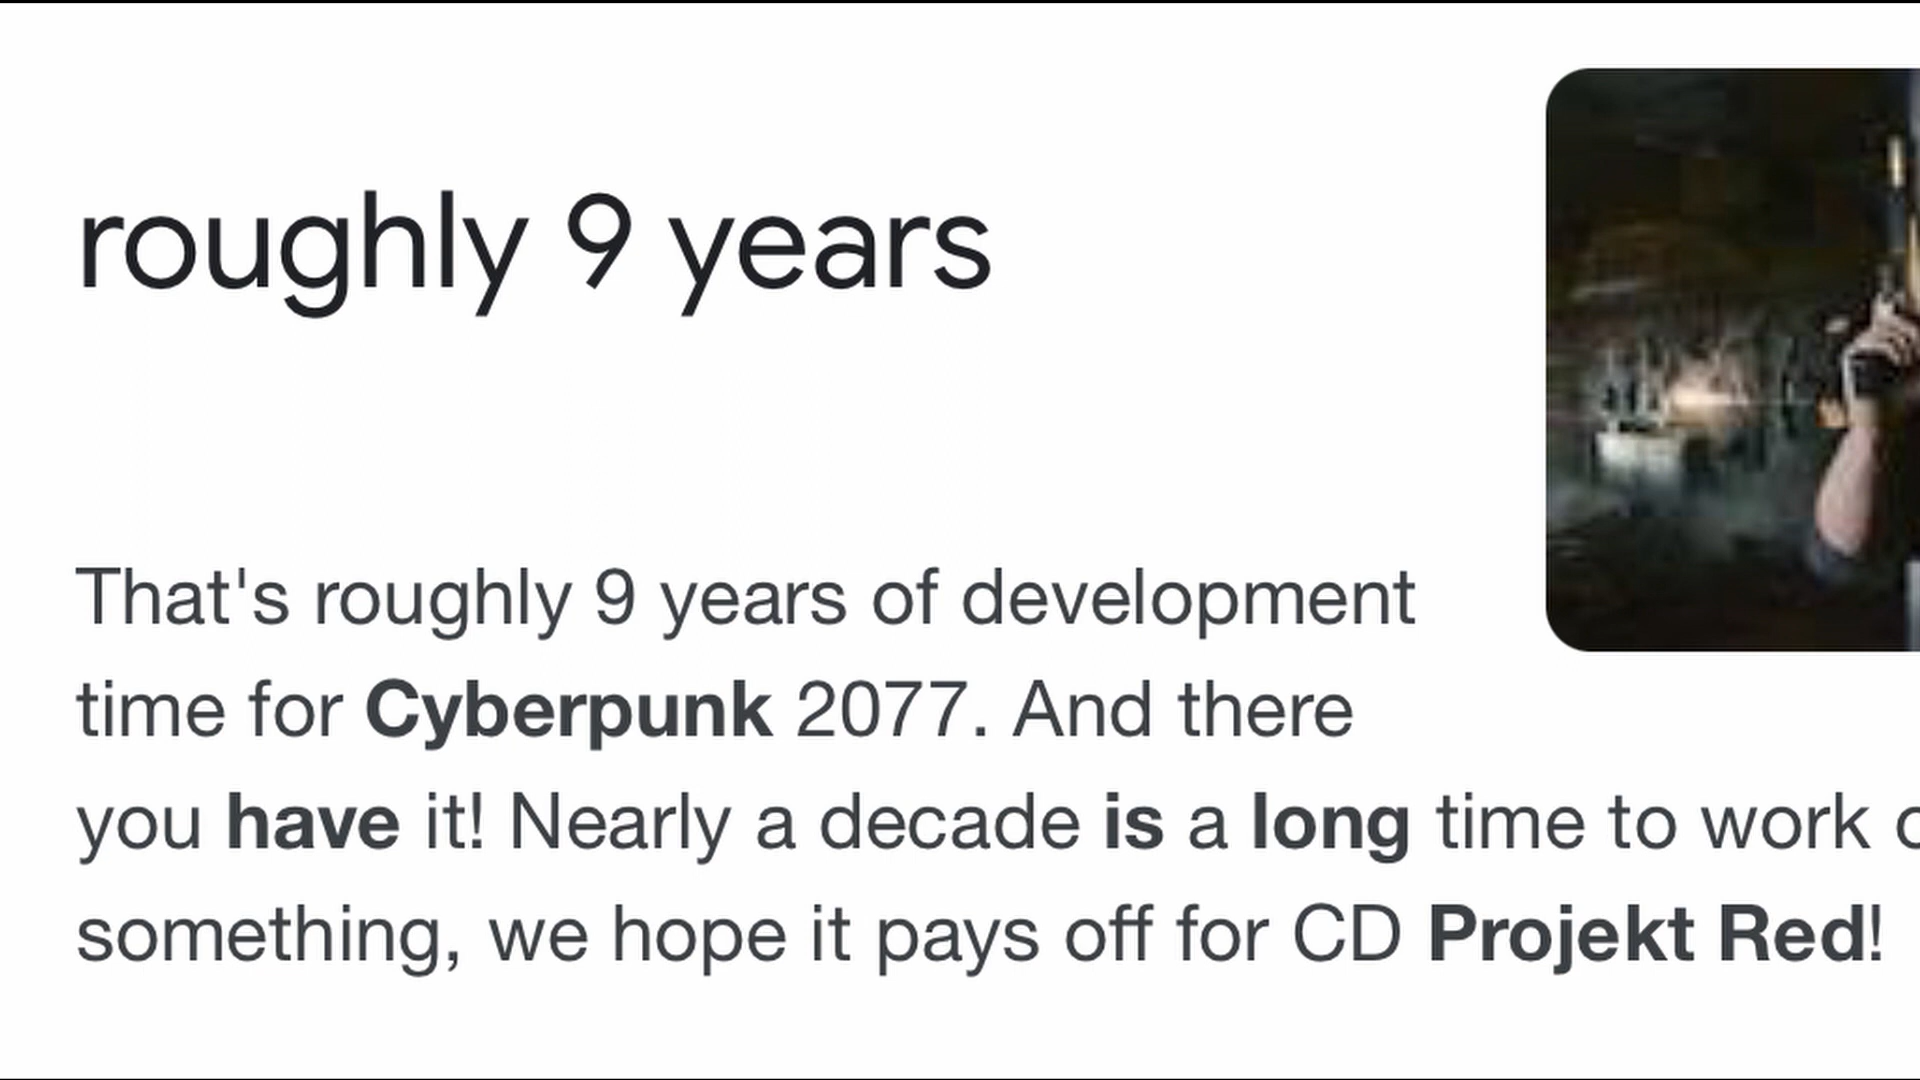 roughly 9 years
That's roughly 9 years of development
time for Cyberpunk 2077. And there
you have it! Nearly a decade is a long time to work
something, we hope it pays off for CD Projekt Red!